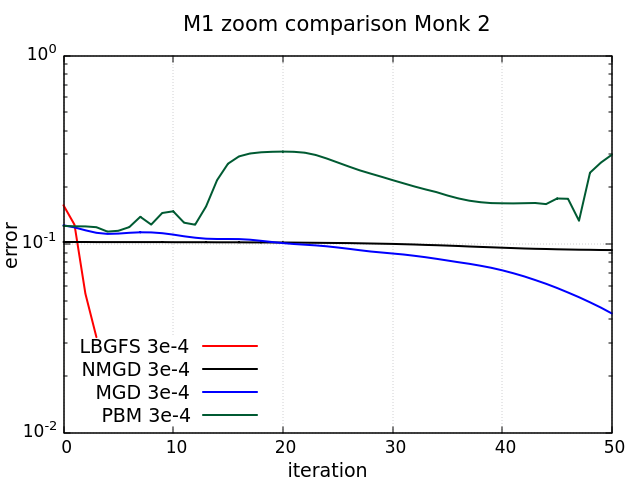 M1 zoom comparison Monk 2
10^0
10^-1
10^-2
error
LBGFS 3e-4
NMGD 3e-4
MGD 3e-4
PBM 3e-4
0 10 20 30 40 50
iteration